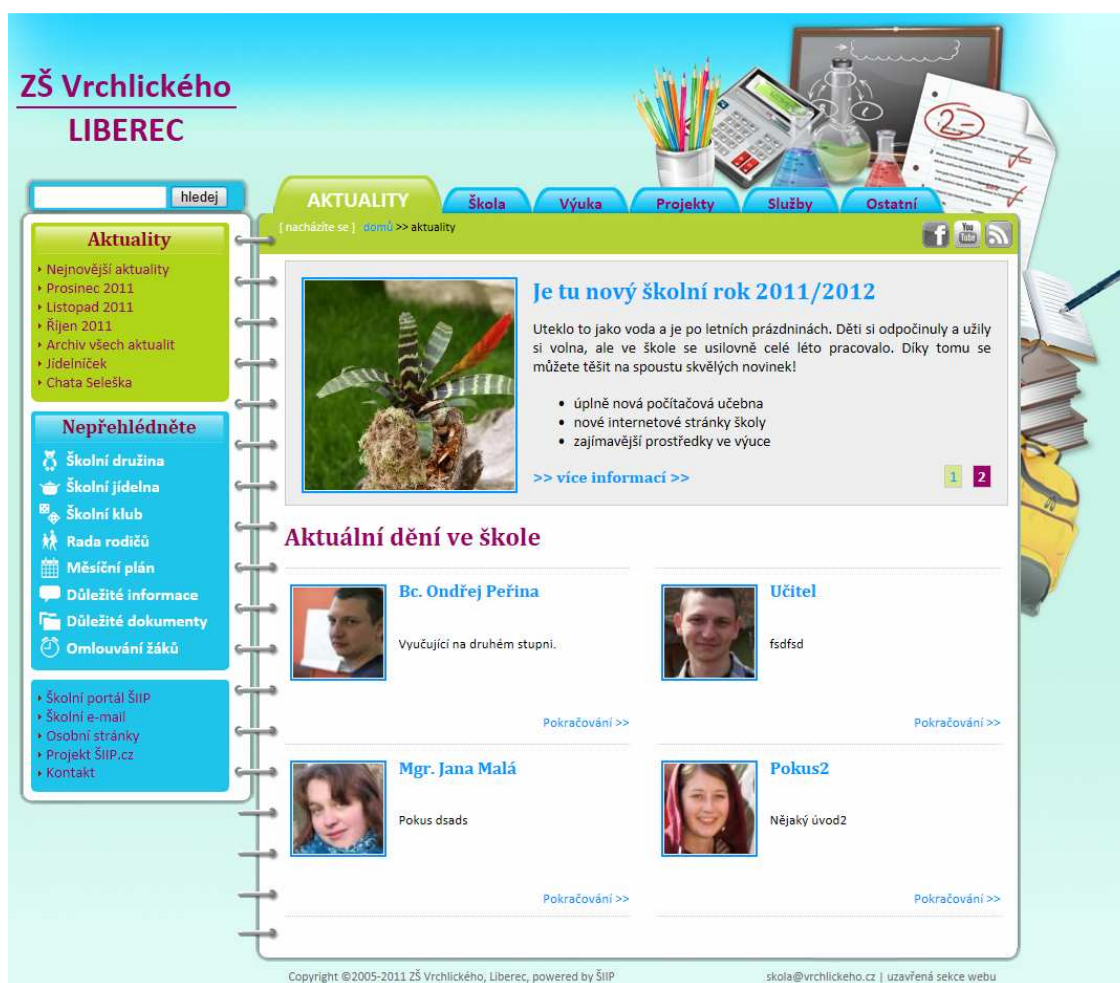 ZŠ Vrchlického
LIBEREC
2-
hledej
AKTUALITY
Škola
Výuka
Projekty
Služby
Ostatní
[ nacházíte se ] domů >> aktuality
f
You
Tube
Aktuality
Nejnovější aktuality
Prosinec 2011
Listopad 2011
Říjen 2011
Archiv všech aktualit
Jídelníček
Chata Seleška
Nepřehlédněte
Školní družina
Školní jídelna
Školní klub
Rada rodičů
Měsíční plán
Důležité informace
Důležité dokumenty
Omlouvání žáků
Školní portál ŠIIP
Školní e-mail
Osobní stránky
Projekt ŠIIP.cz
Kontakt
Je tu nový školní rok 2011/2012
Uteklo to jako voda a je po letních prázdninách. Děti si odpočinuly a užily
si volna, ale ve škole se usilovně celé léto pracovalo. Díky tomu se
můžete těšit na spoustu skvělých novinek!
• úplně nová počítačová učebna
• nové internetové stránky školy
• zajímavější prostředky ve výuce
>> více informací >>
1 2
Aktuální dění ve škole
Bc. Ondřej Peřina
Vyučující na druhém stupni.
Pokračování >>
Učitel
fsdfsd
Pokračování >>
Mgr. Jana Malá
Pokus dsads
Pokračování >>
Pokus2
Nějaký úvod2
Pokračování >>
Copyright ©2005-2011 ZŠ Vrchlického, Liberec, powered by ŠIIP
skola@vrchlickeho.cz | uzavřená sekce webu